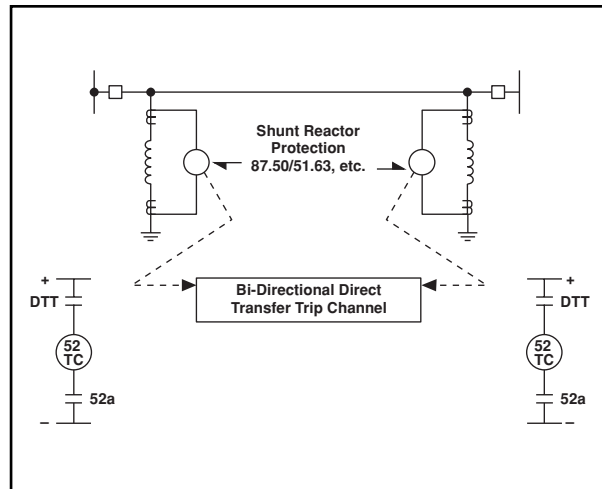 Shunt Reactor
Protection
87.50/51.63, etc.
Bi-Directional Direct
Transfer Trip Channel
+
DTT
52
TC
52a
–
+
DTT
52
TC
52a
–